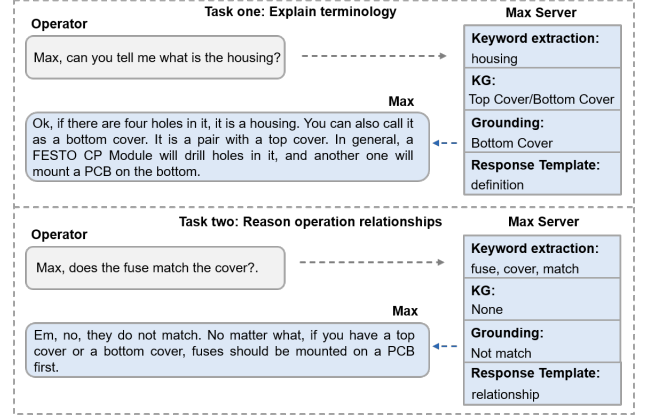 Task one: Explain terminology
Operator
Max Server
Max, can you tell me what is the housing?
Keyword extraction:
housing
KG:
Top Cover/Bottom Cover
Grounding:
Bottom Cover
Response Template:
definition
Max
Ok, if there are four holes in it, it is a housing. You can also call it
as a bottom cover. It is a pair with a top cover. In general, a
FESTO CP Module will drill holes in it, and another one will
mount a PCB on the bottom.
Task two: Reason operation relationships
Operator
Max Server
Max, does the fuse match the cover?.
Keyword extraction:
fuse, cover, match
KG:
None
Grounding:
Not match
Response Template:
relationship
Max
Em, no, they do not match. No matter what, if you have a top
cover or a bottom cover, fuses should be mounted on a PCB
first.